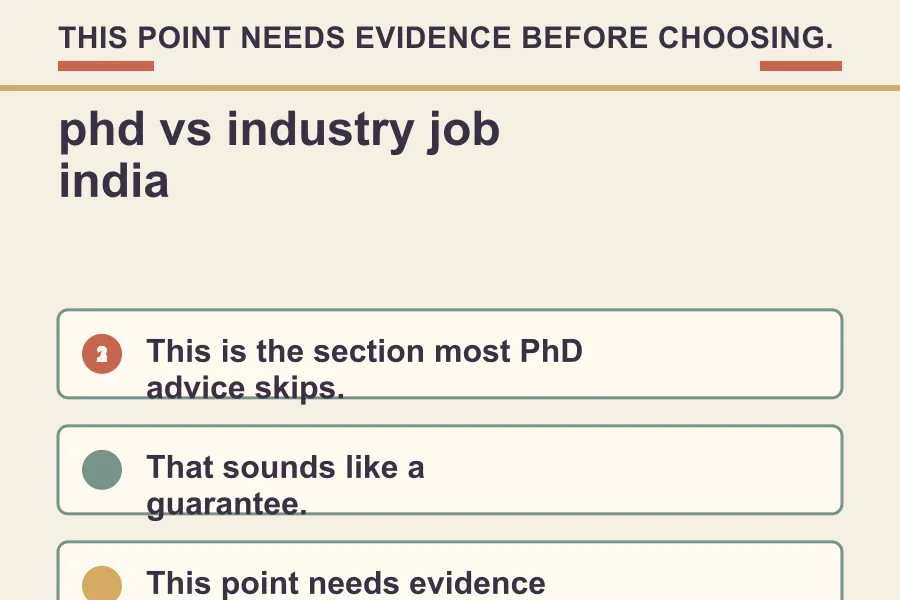 THIS POINT NEEDS EVIDENCE BEFORE CHOOSING.
phd vs industry job
india
This is the section most PhD
advice skips.
That sounds like a
guarantee.
This point needs evidence